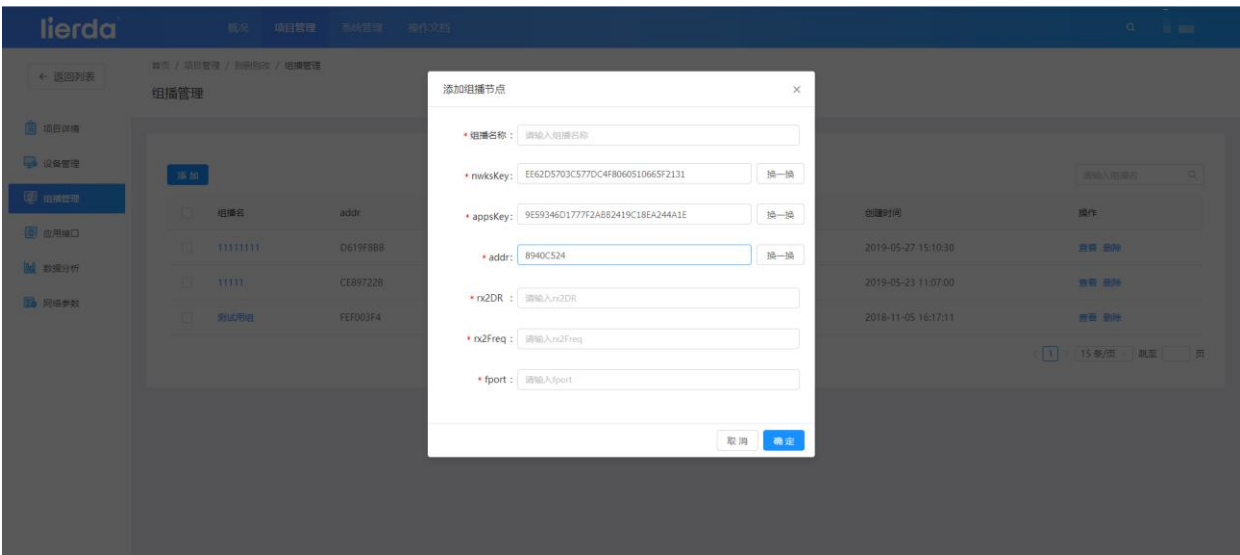 lierda
概况 项目管理 系统管理 操作文档
← 返回列表
首页 / 项目管理 / 别删别改 / 组播管理
组播管理
项目详情
设备管理
组播管理
应用接口
数据分析
网络参数
添加
请输入组播名
组播名 addr 创建时间 操作
11111111 D619F8B8 2019-05-27 15:10:30 查看 删除
11111 CE89722B 2019-05-23 11:07:00 查看 删除
测试用组 FEF003F4 2018-11-05 16:17:11 查看 删除
< 1 > 15 条/页 跳至 页
添加组播节点 ×
* 组播名称 : 请输入组播名称
* nwksKey: EE62D5703C577DC4F8060510665F2131 换一换
* appsKey: 9E59346D1777F2ABB2419C18EA244A1E 换一换
* addr: 8940C524 换一换
* rx2DR : 请输入rx2DR
* rx2Freq : 请输入rx2Freq
* fport : 请输入fport
取消 确定